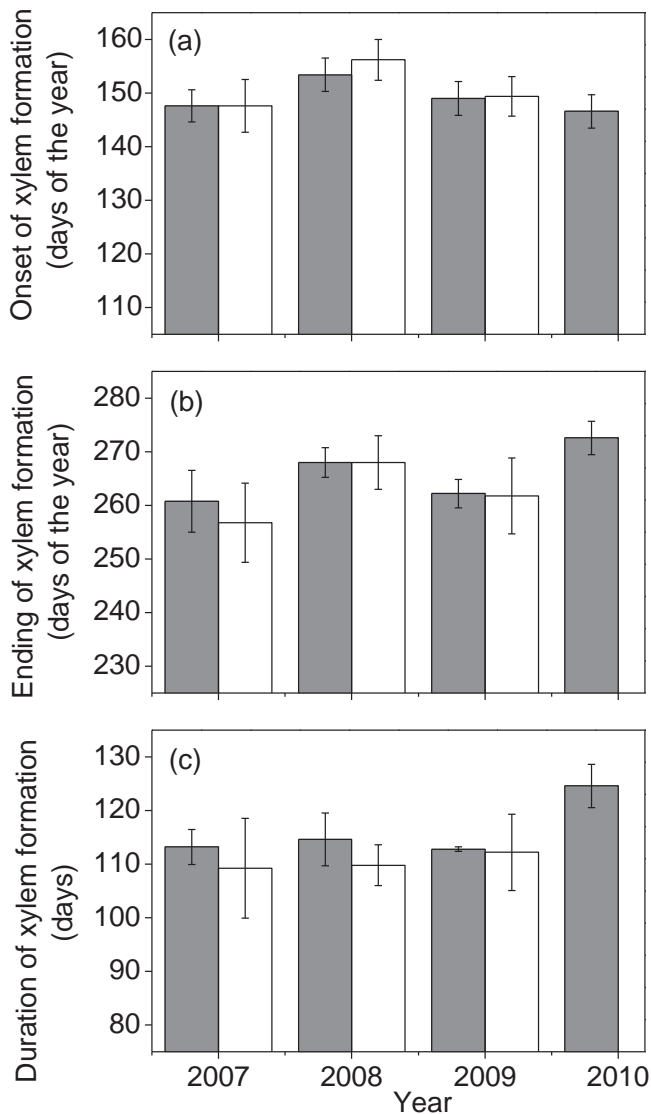 Onset of xylem formation
(days of the year)
(a)
160
150
140
130
120
110
Ending of xylem formation
(days of the year)
(b)
280
270
260
250
240
230
Duration of xylem formation
(days)
(c)
130
120
110
100
90
80
2007 2008 2009 2010
Year